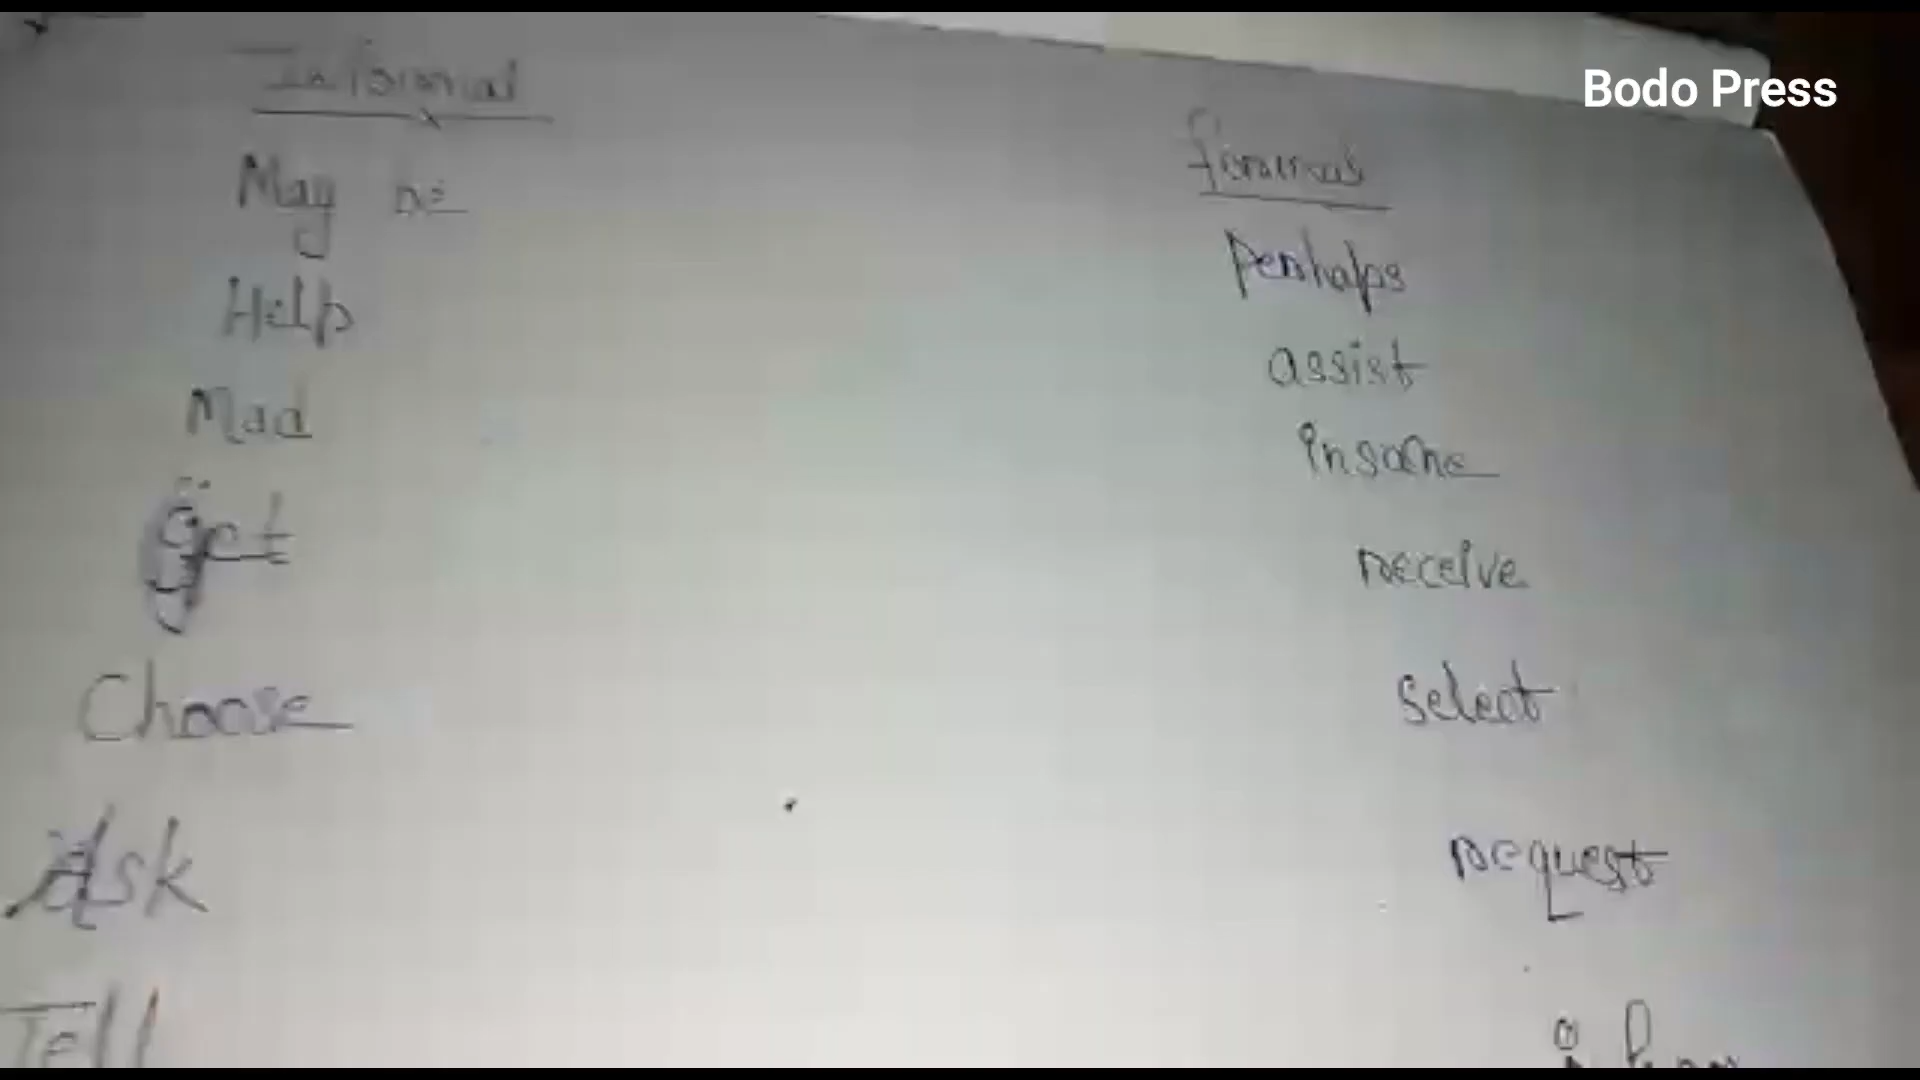 Bodo Press
Informal
formal
May be
perhaps
Help
assist
Mad
insane
get
receive
Choose
select
Ask
request
Tell